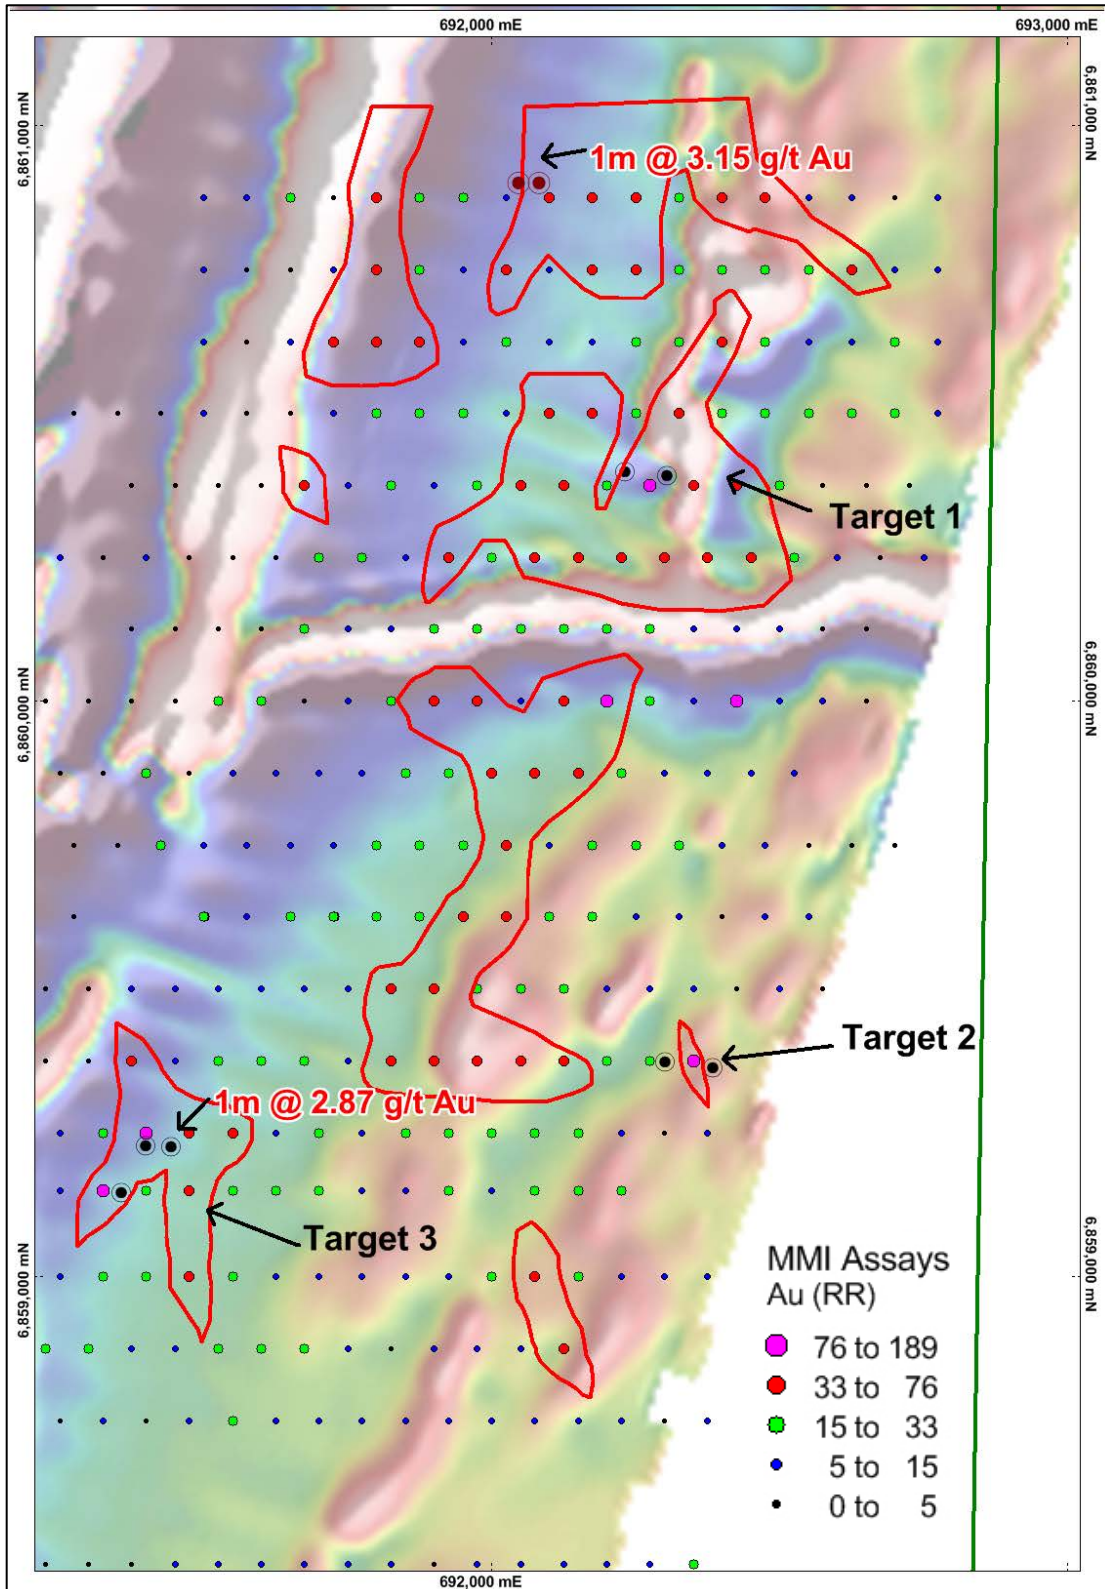 692,000 mE
693,000 mE
6,861,000 mN
6,861,000 mN
1m @ 3.15 g/t Au
Target 1
6,860,000 mN
6,860,000 mN
Target 2
1m @ 2.87 g/t Au
Target 3
6,859,000 mN
6,859,000 mN
MMI Assays
Au (RR)
76 to 189
33 to 76
15 to 33
5 to 15
0 to 5
692,000 mE